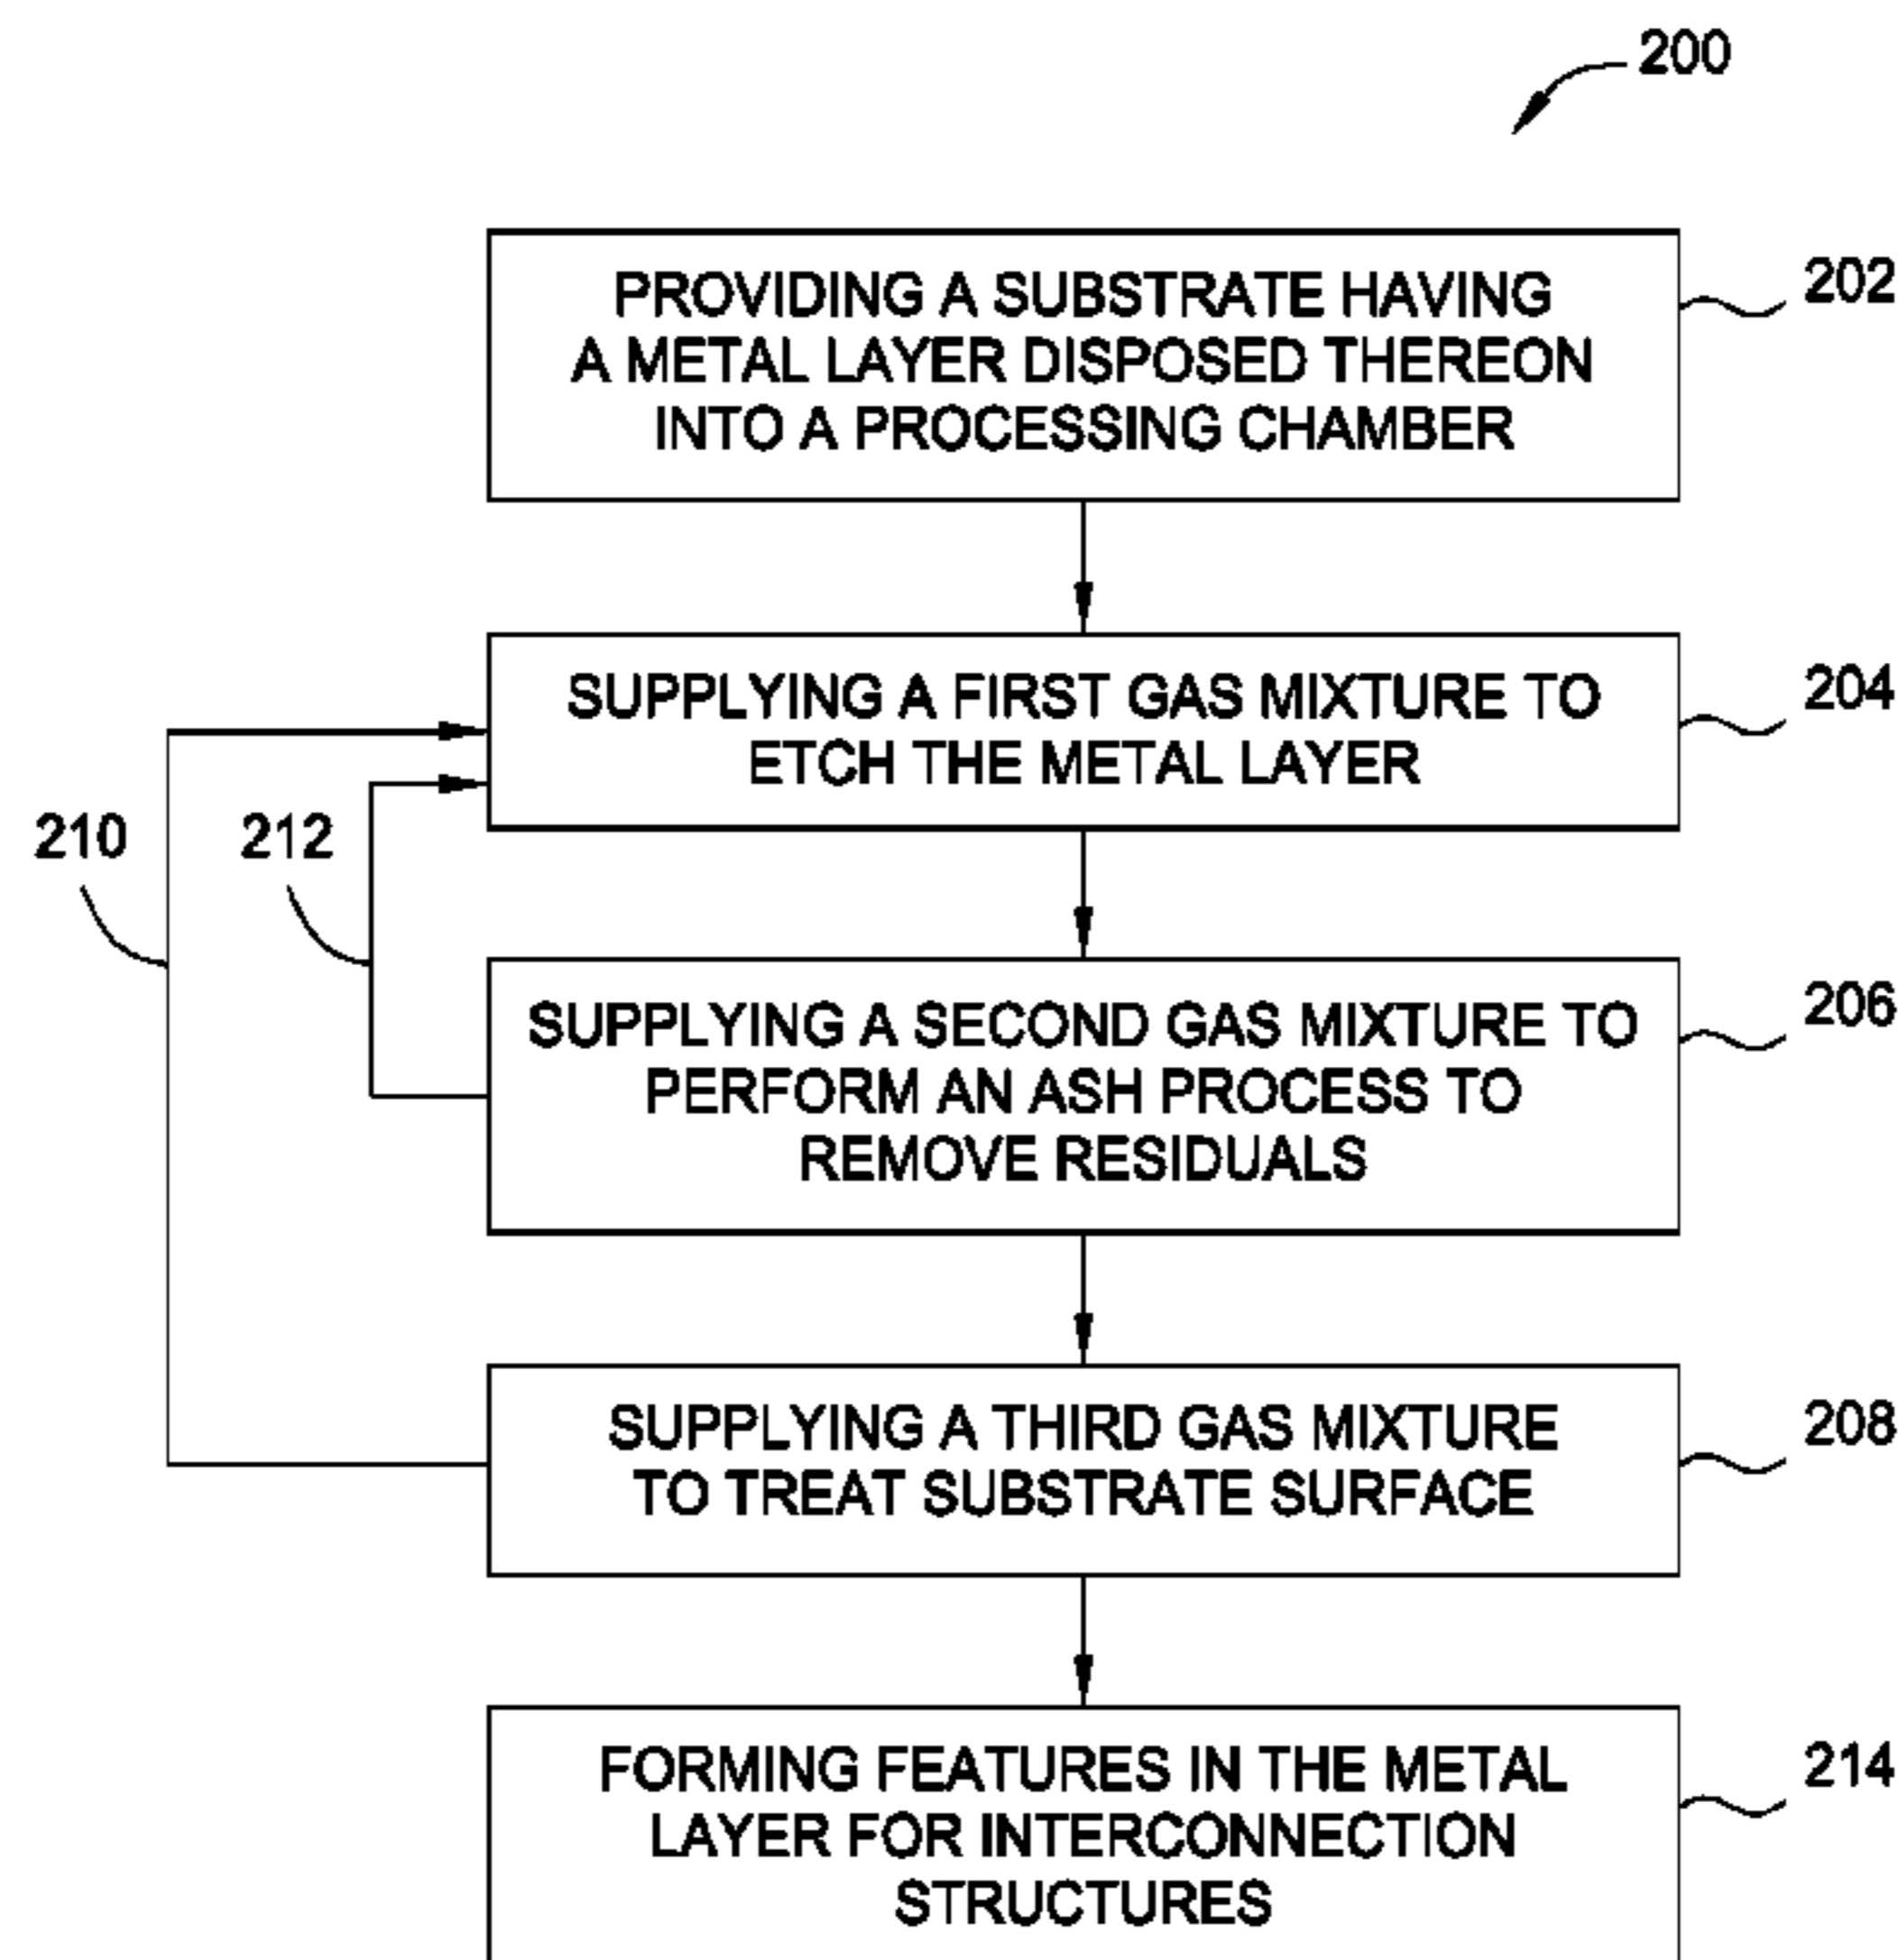 200
PROVIDING A SUBSTRATE HAVING
A METAL LAYER DISPOSED THEREON
INTO A PROCESSING CHAMBER
202
SUPPLYING A FIRST GAS MIXTURE TO
ETCH THE METAL LAYER
204
210
212
SUPPLYING A SECOND GAS MIXTURE TO
PERFORM AN ASH PROCESS TO
REMOVE RESIDUALS
206
SUPPLYING A THIRD GAS MIXTURE
TO TREAT SUBSTRATE SURFACE
208
FORMING FEATURES IN THE METAL
LAYER FOR INTERCONNECTION
STRUCTURES
214